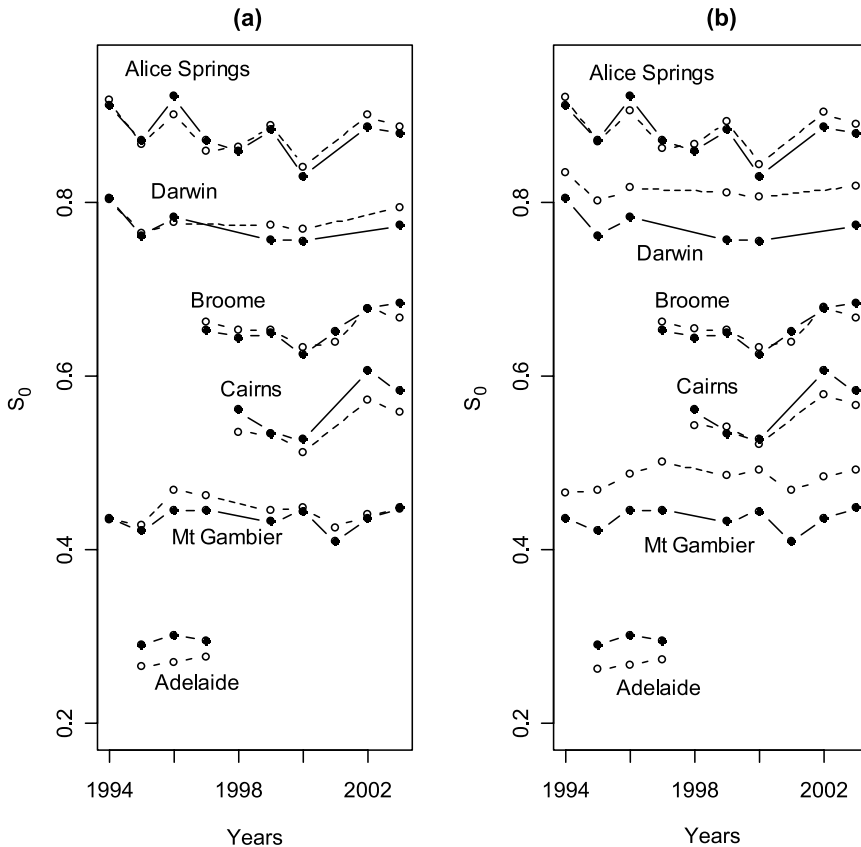 (a)
Alice Springs
Darwin
Broome
Cairns
Mt Gambier
Adelaide
0.8
0.6
0.4
0.2
S0
1994
1998
2002
Years
(b)
Alice Springs
Darwin
Broome
Cairns
Mt Gambier
Adelaide
0.8
0.6
0.4
0.2
S0
1994
1998
2002
Years